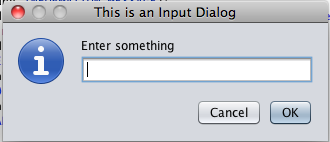 This is an Input Dialog
Enter something
Cancel OK